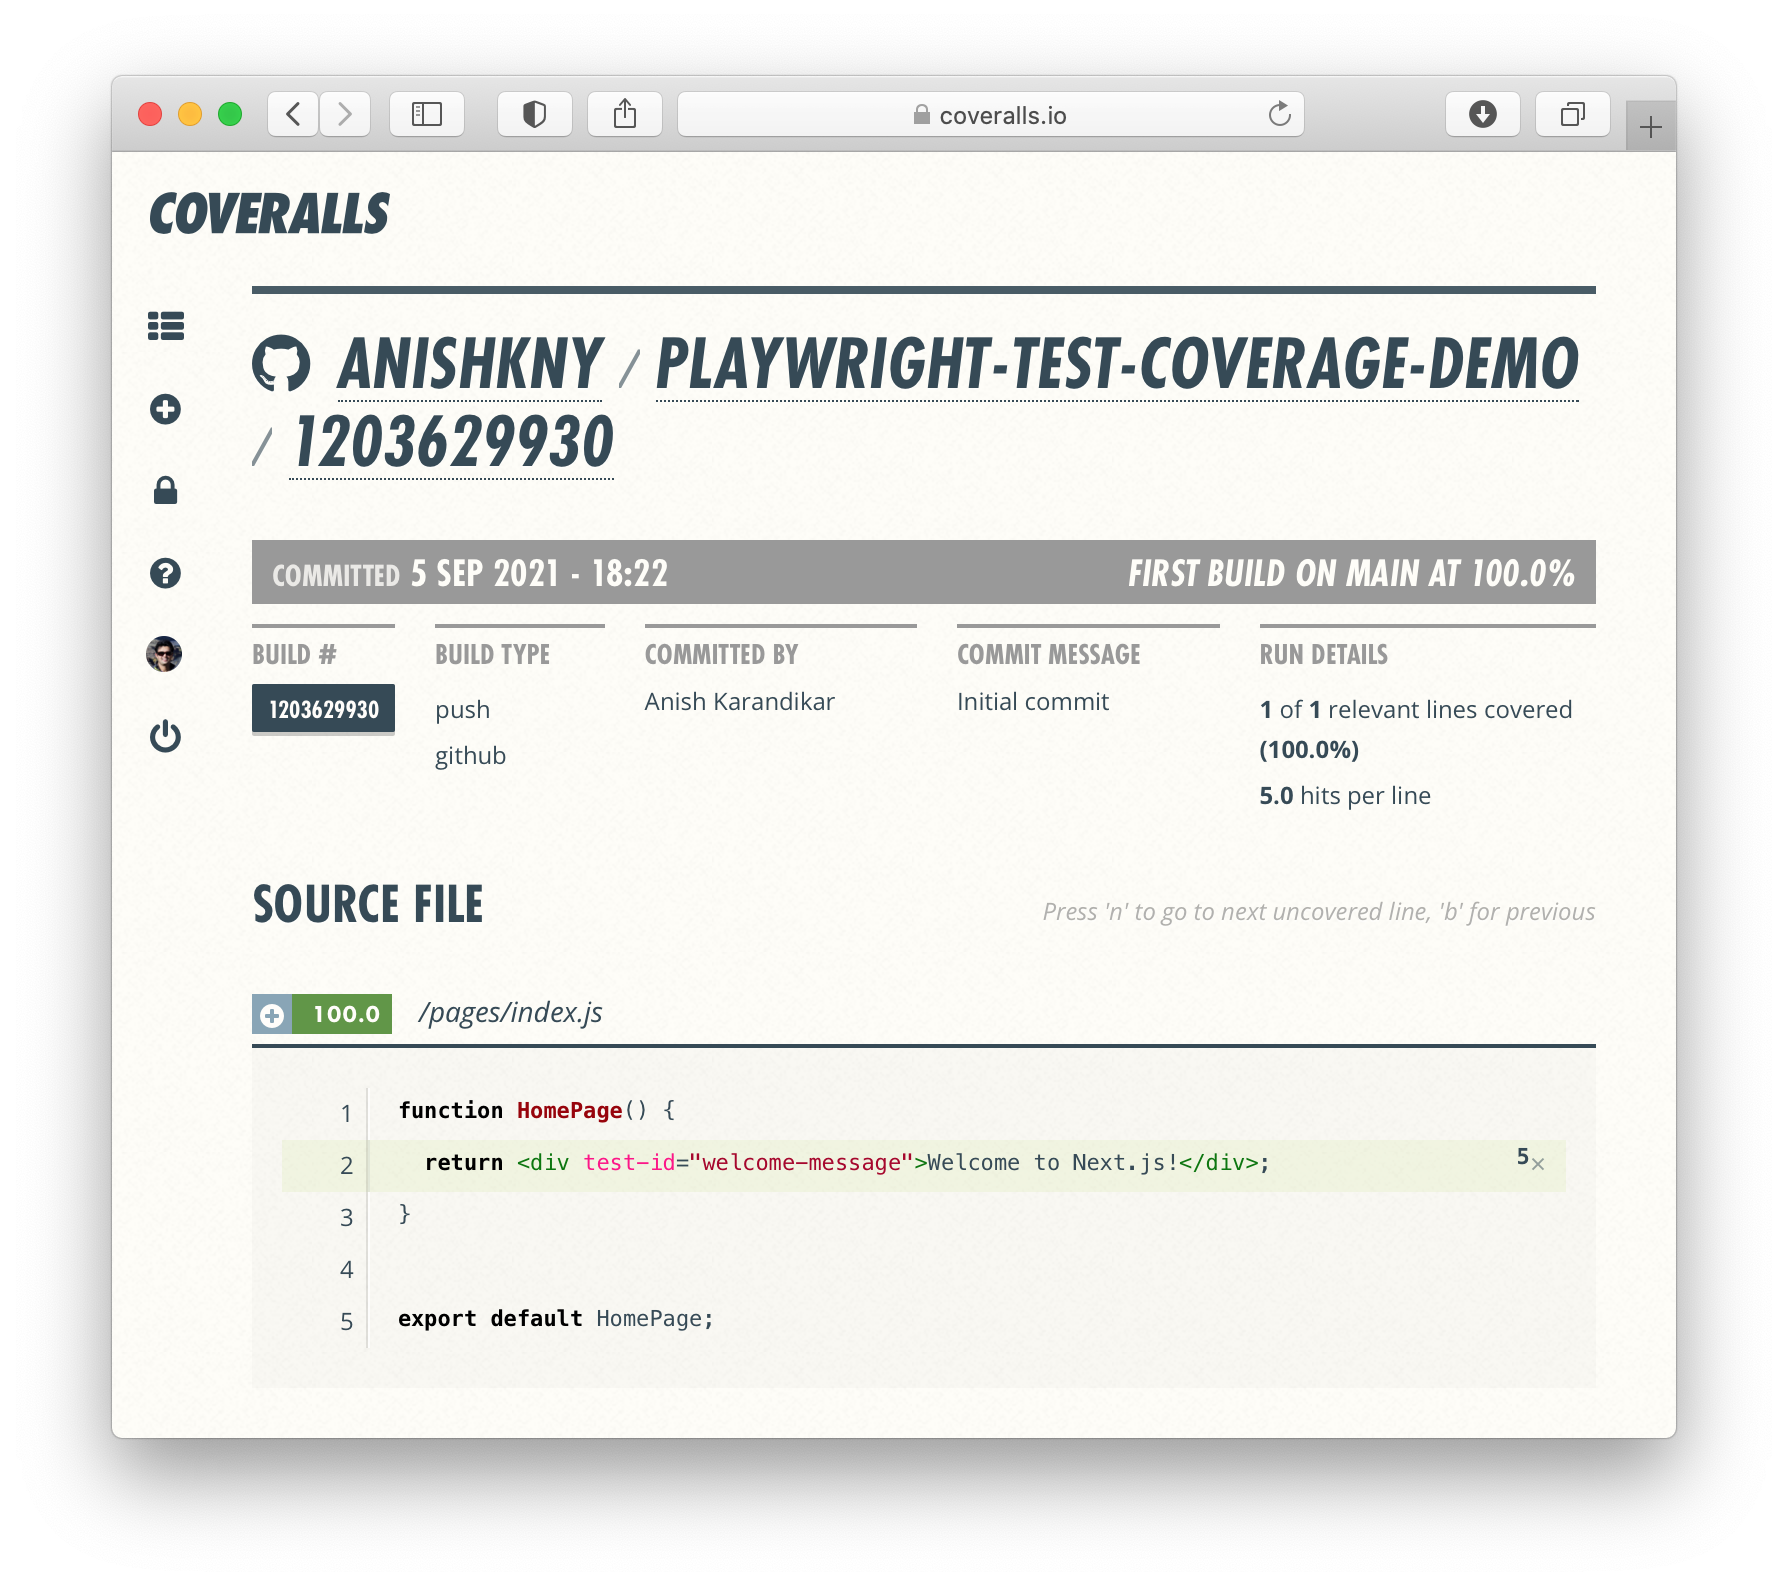 coveralls.io
COVERALLS
ANISHKNY / PLAYWRIGHT-TEST-COVERAGE-DEMO
/ 1203629930
COMMITTED 5 SEP 2021 - 18:22
FIRST BUILD ON MAIN AT 100.0%
BUILD #
1203629930
BUILD TYPE
push
github
COMMITTED BY
Anish Karandikar
COMMIT MESSAGE
Initial commit
RUN DETAILS
1 of 1 relevant lines covered
(100.0%)
5.0 hits per line
SOURCE FILE
Press 'n' to go to next uncovered line, 'b' for previous
100.0 /pages/index.js
1 function HomePage() {
2 return <div test-id="welcome-message">Welcome to Next.js!</div>; 5×
3 }
4
5 export default HomePage;